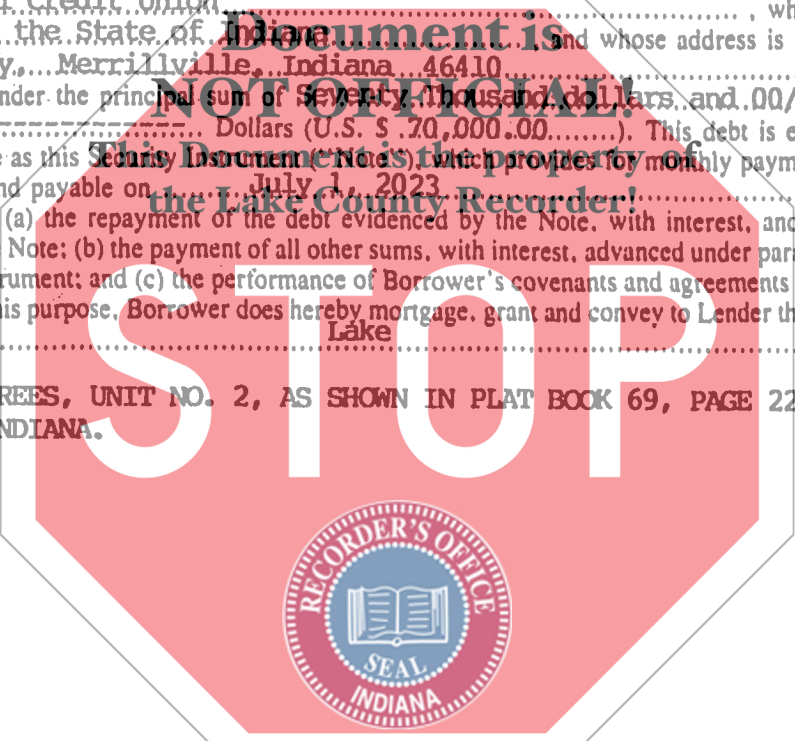 Credit Union , wh
the State of Indiana , and whose address is
Document is
y, Merrillville, Indiana 46410
nder the principal sum of Seventy Thousand dollars and 00/
NOT OFFICIAL!
Dollars (U.S. $ 70,000.00 ). This debt is e
e as this Security Instrument ("Note"), which provides for monthly paym
This Document is the property of
nd payable on July 1, 2023
the Lake County Recorder!
(a) the repayment of the debt evidenced by the Note, with interest, and
Note; (b) the payment of all other sums, with interest, advanced under para
rument; and (c) the performance of Borrower's covenants and agreements
is purpose, Borrower does hereby mortgage, grant and convey to Lender th
Lake
STOP
REES, UNIT NO. 2, AS SHOWN IN PLAT BOOK 69, PAGE 22
NDIANA.
RECORDER'S OFFICE
SEAL
INDIANA